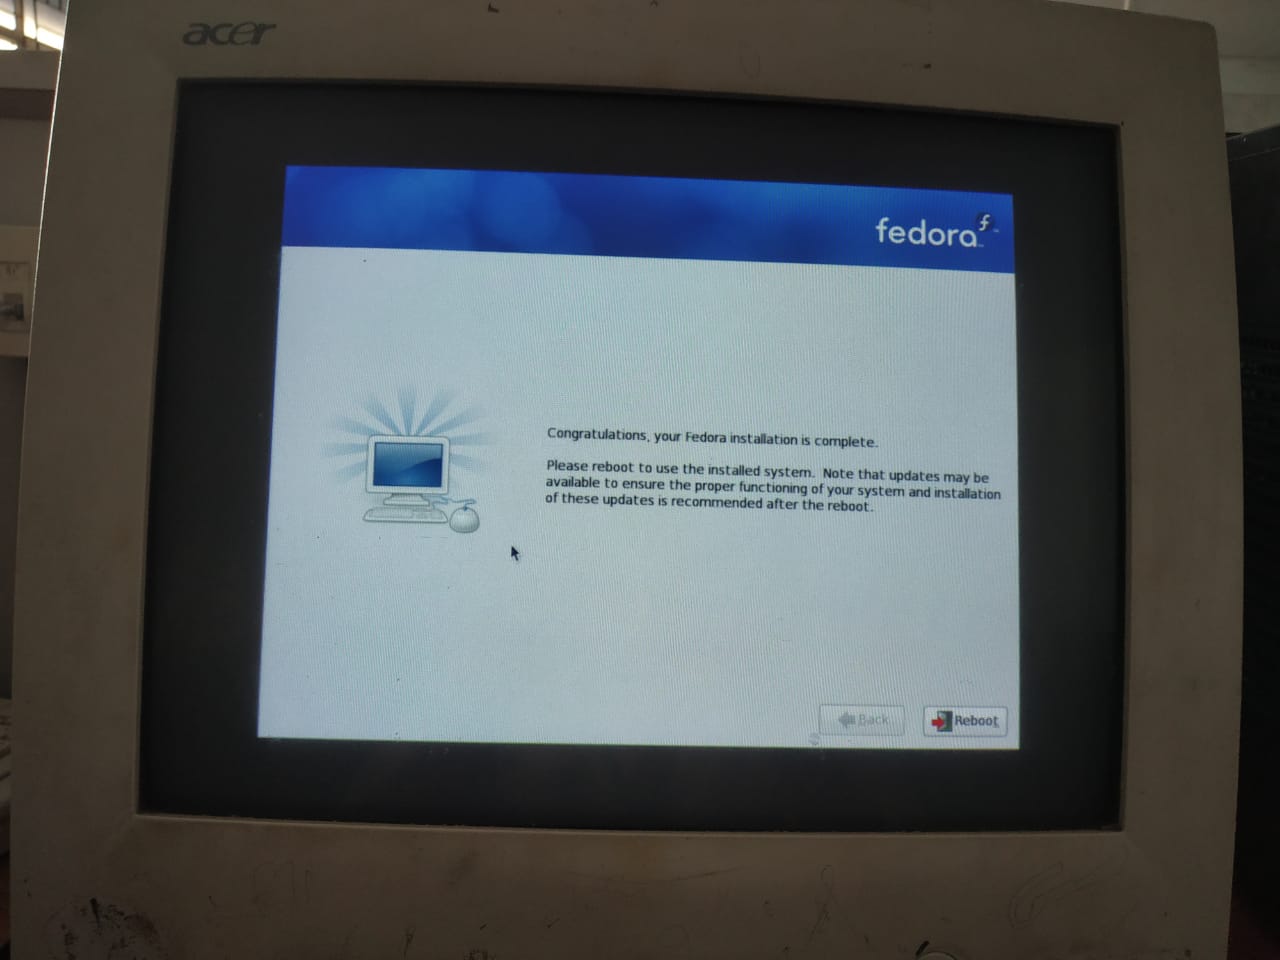 acer
fedora f
Congratulations, your Fedora installation is complete.
Please reboot to use the installed system. Note that updates may be
available to ensure the proper functioning of your system and installation
of these updates is recommended after the reboot.
Back
Reboot